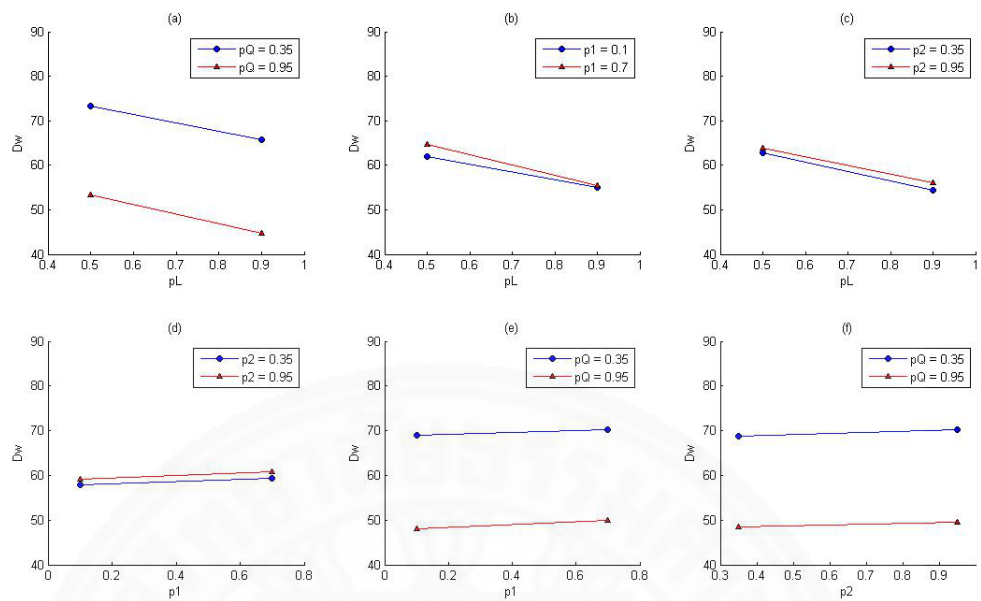 (a)
90
80
70
60
50
40
Dw
0.4 0.5 0.6 0.7 0.8 0.9 1
pL
pQ = 0.35
pQ = 0.95
(b)
90
80
70
60
50
40
Dw
0.4 0.5 0.6 0.7 0.8 0.9 1
pL
p1 = 0.1
p1 = 0.7
(c)
90
80
70
60
50
40
Dw
0.4 0.5 0.6 0.7 0.8 0.9 1
pL
p2 = 0.35
p2 = 0.95
(d)
90
80
70
60
50
40
Dw
0 0.2 0.4 0.6 0.8
p1
p2 = 0.35
p2 = 0.95
(e)
90
80
70
60
50
40
Dw
0 0.2 0.4 0.6 0.8
p1
pQ = 0.35
pQ = 0.95
(f)
90
80
70
60
50
40
Dw
0.3 0.4 0.5 0.6 0.7 0.8 0.9
p2
pQ = 0.35
pQ = 0.95